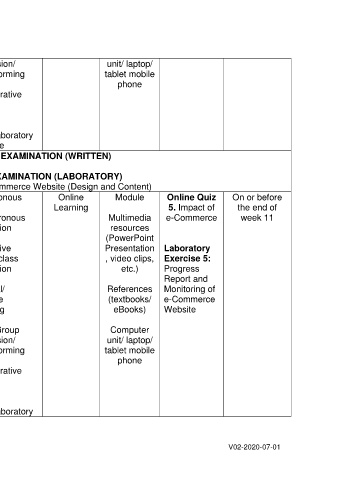 sion/ unit/ laptop/
orming tablet mobile
phone
rative
aboratory
e
EXAMINATION (WRITTEN)
XAMINATION (LABORATORY)
mmerce Website (Design and Content)
onous Online Module Online Quiz On or before
Learning 5. Impact of the end of
ronous Multimedia e-Commerce week 11
ion resources
(PowerPoint
ive Presentation Laboratory
class , video clips, Exercise 5:
ion etc.) Progress
Report and
l/ References Monitoring of
e (textbooks/ e-Commerce
g eBooks) Website
Group Computer
sion/ unit/ laptop/
orming tablet mobile
phone
rative
aboratory
V02-2020-07-01